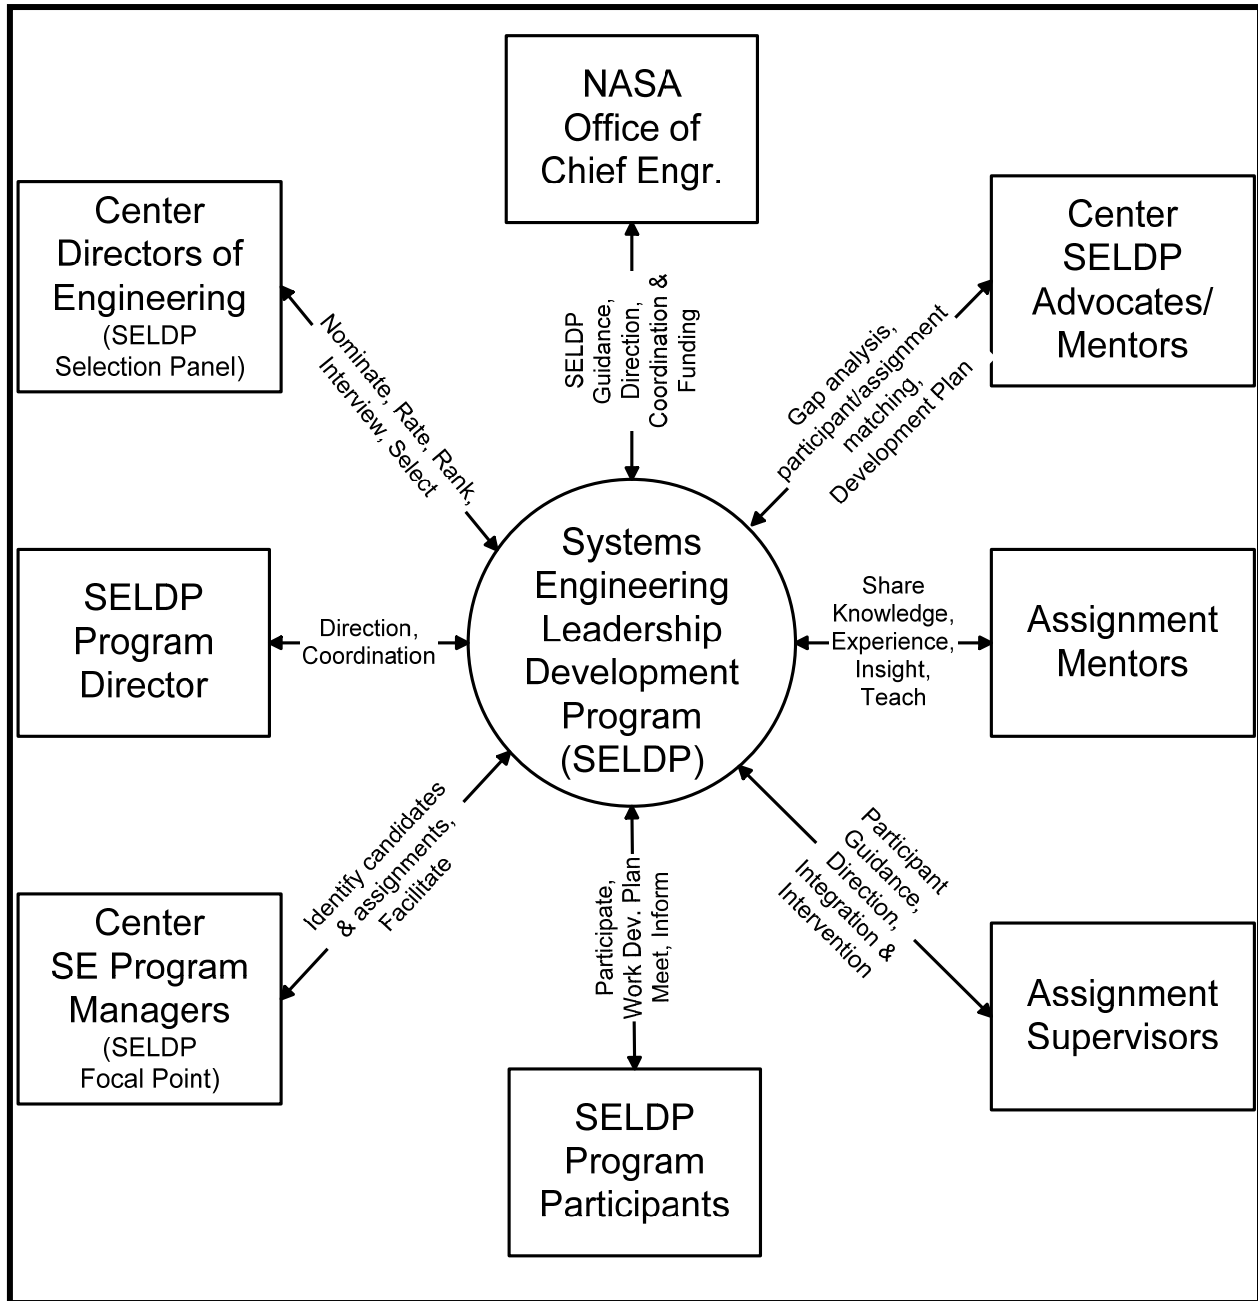 NASA
Office of
Chief Engr.
Center
Directors of
Engineering
(SELDP
Selection Panel)
Center
SELDP
Advocates/
Mentors
SELDP
Guidance,
Direction,
Coordination &
Funding
Nominate, Rate, Rank,
Interview, Select
Gap analysis,
participant/assignment
matching,
Development Plan
Systems
Engineering
Leadership
Development
Program
(SELDP)
SELDP
Program
Director
Direction,
Coordination
Share
Knowledge,
Experience,
Insight,
Teach
Assignment
Mentors
Identify candidates
& assignments,
Facilitate
Participate,
Work Dev. Plan
Meet, Inform
Participant
Guidance,
Direction,
Integration &
Intervention
Center
SE Program
Managers
(SELDP
Focal Point)
Assignment
Supervisors
SELDP
Program
Participants